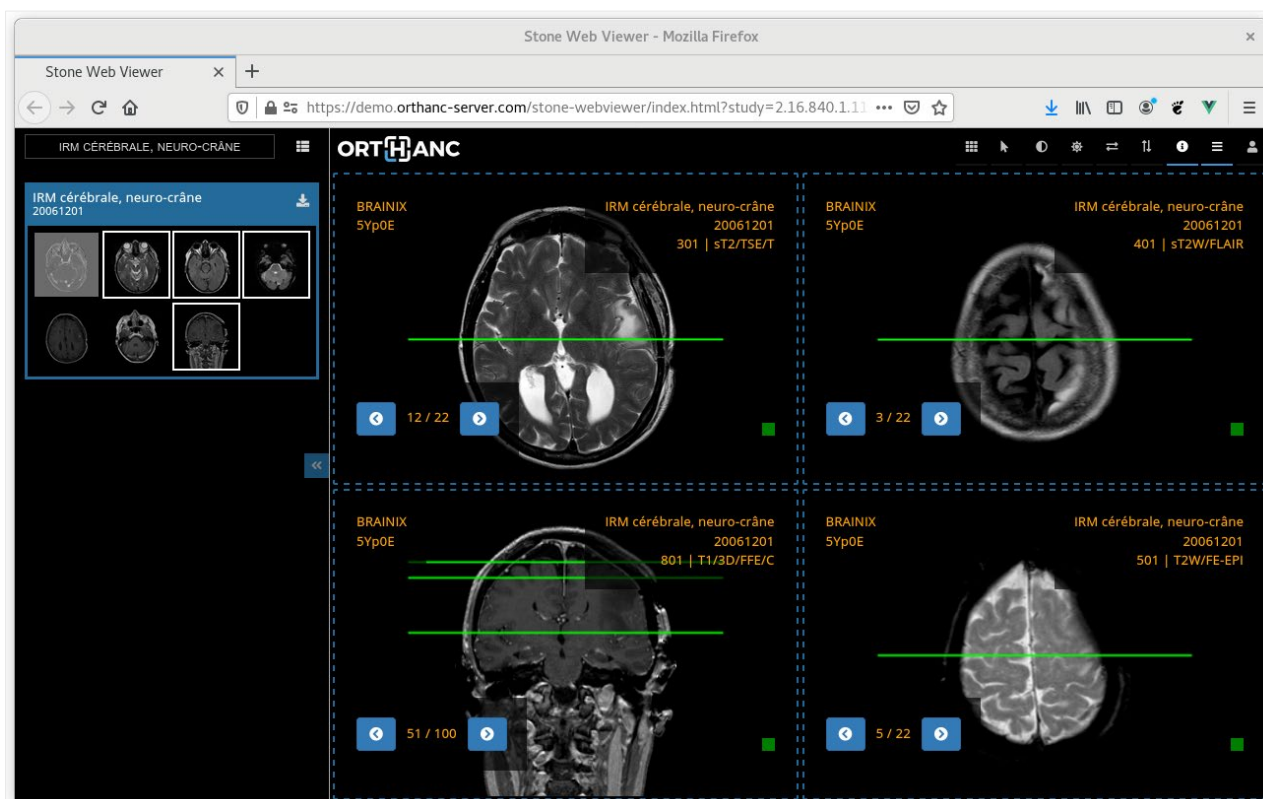 Stone Web Viewer - Mozilla Firefox
Stone Web Viewer
https://demo.orthanc-server.com/stone-webviewer/index.html?study=2.16.840.1.11
IRM CÉRÉBRALE, NEURO-CRÂNE
ORTHANC
IRM cérébrale, neuro-crâne
20061201
BRAINIX
5Yp0E
IRM cérébrale, neuro-crâne
20061201
301 | sT2/TSE/T
12 / 22
BRAINIX
5Yp0E
IRM cérébrale, neuro-crâne
20061201
401 | sT2W/FLAIR
3 / 22
BRAINIX
5Yp0E
IRM cérébrale, neuro-crâne
20061201
801 | T1/3D/FFE/C
51 / 100
BRAINIX
5Yp0E
IRM cérébrale, neuro-crâne
20061201
501 | T2W/FE-EPI
5 / 22